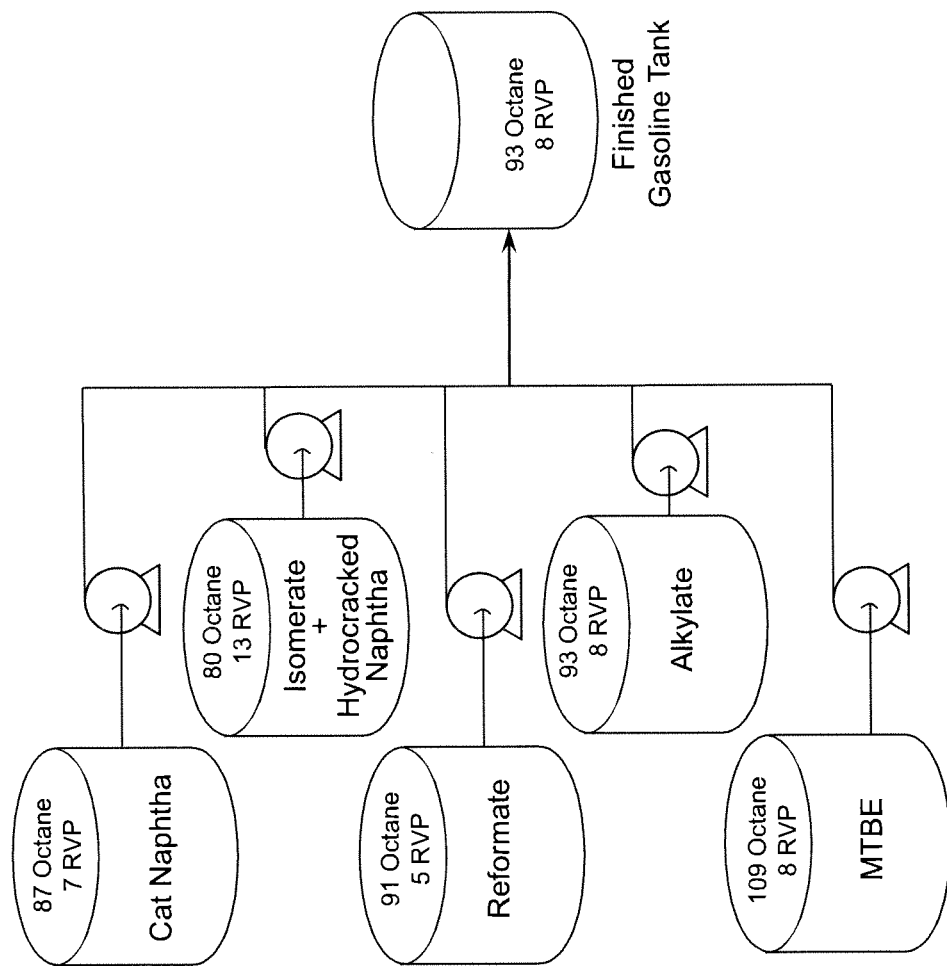 87 Octane
7 RVP
Cat Naphtha
80 Octane
13 RVP
Isomerate
+
Hydrocracked
Naphtha
91 Octane
5 RVP
Reformate
93 Octane
8 RVP
Alkylate
109 Octane
8 RVP
MTBE
93 Octane
8 RVP
Finished
Gasoline Tank